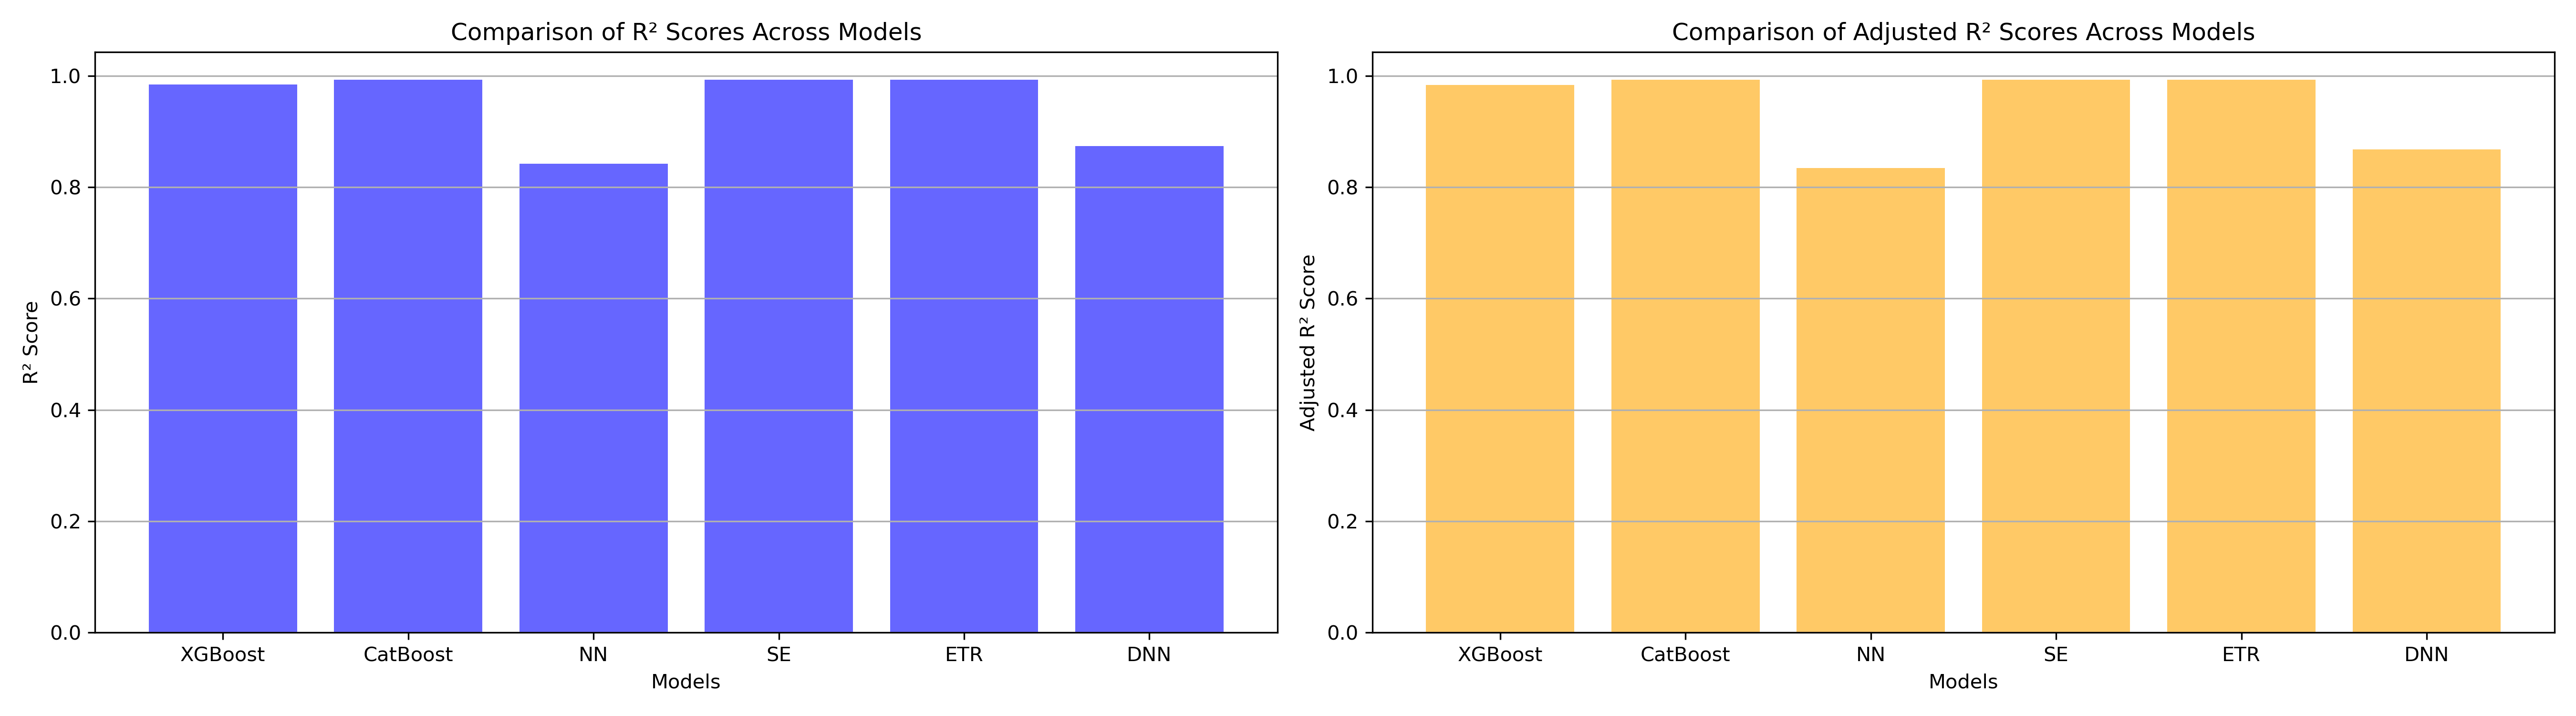 Comparison of R² Scores Across Models
R² Score
1.0
0.8
0.6
0.4
0.2
0.0
XGBoost CatBoost NN SE ETR DNN
Models
Comparison of Adjusted R² Scores Across Models
Adjusted R² Score
1.0
0.8
0.6
0.4
0.2
0.0
XGBoost CatBoost NN SE ETR DNN
Models